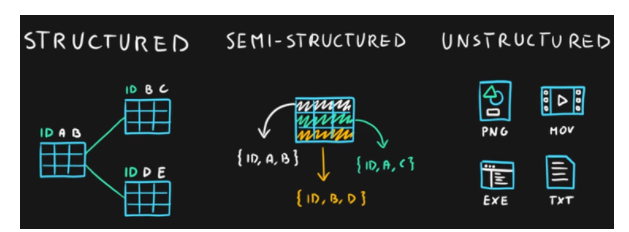 STRUCTURED
ID B C
ID A B
ID D E
SEMI-STRUCTURED
{ID, A, B}
{ID, A, C}
{ID, B, D}
UNSTRUCTURED
PNG
MOV
EXE
TXT